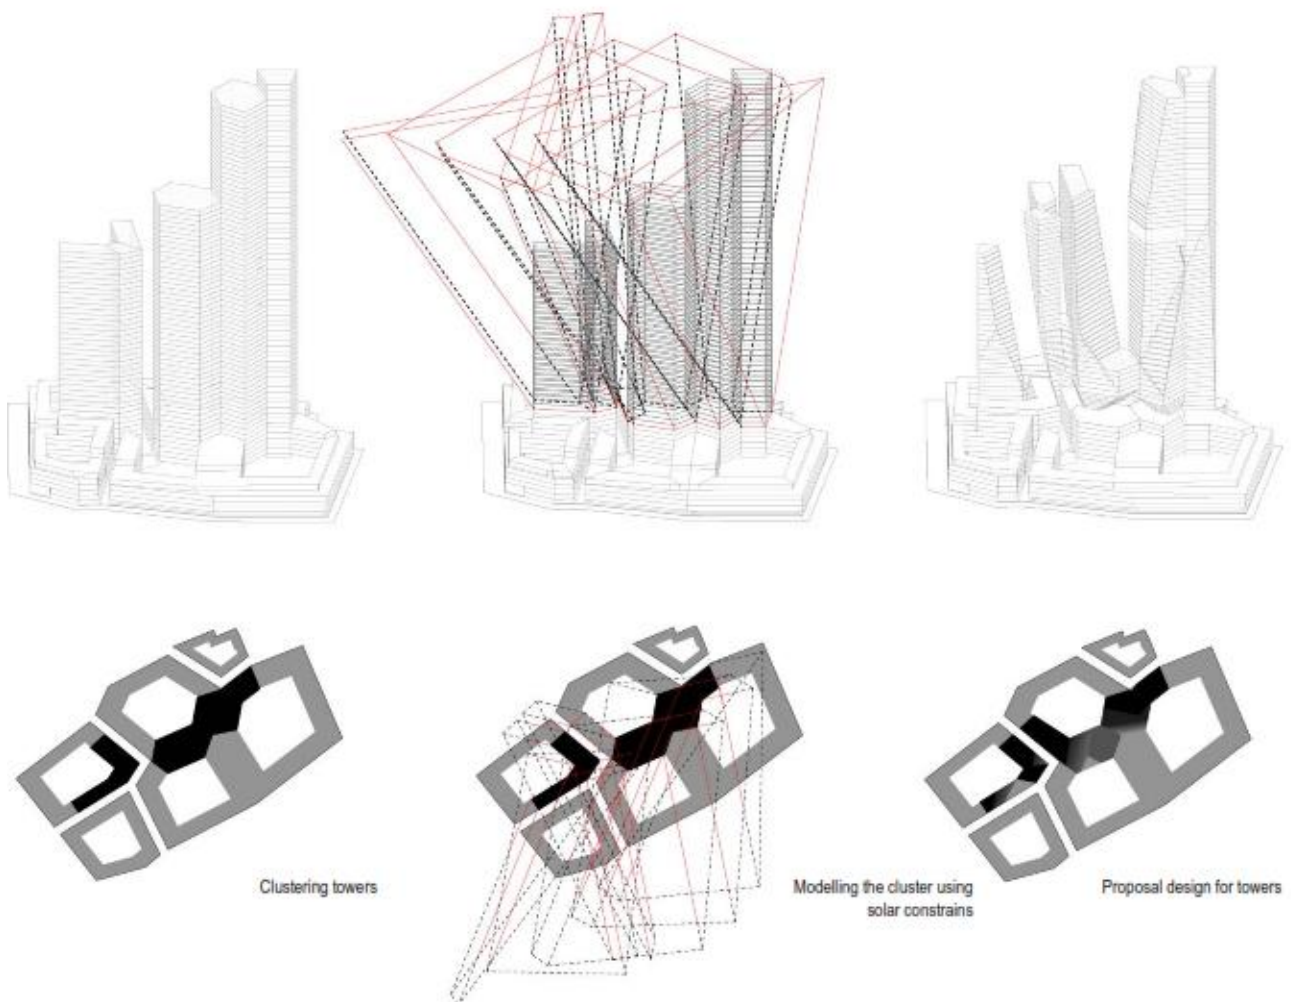 Clustering towers
Modelling the cluster using
solar constrains
Proposal design for towers